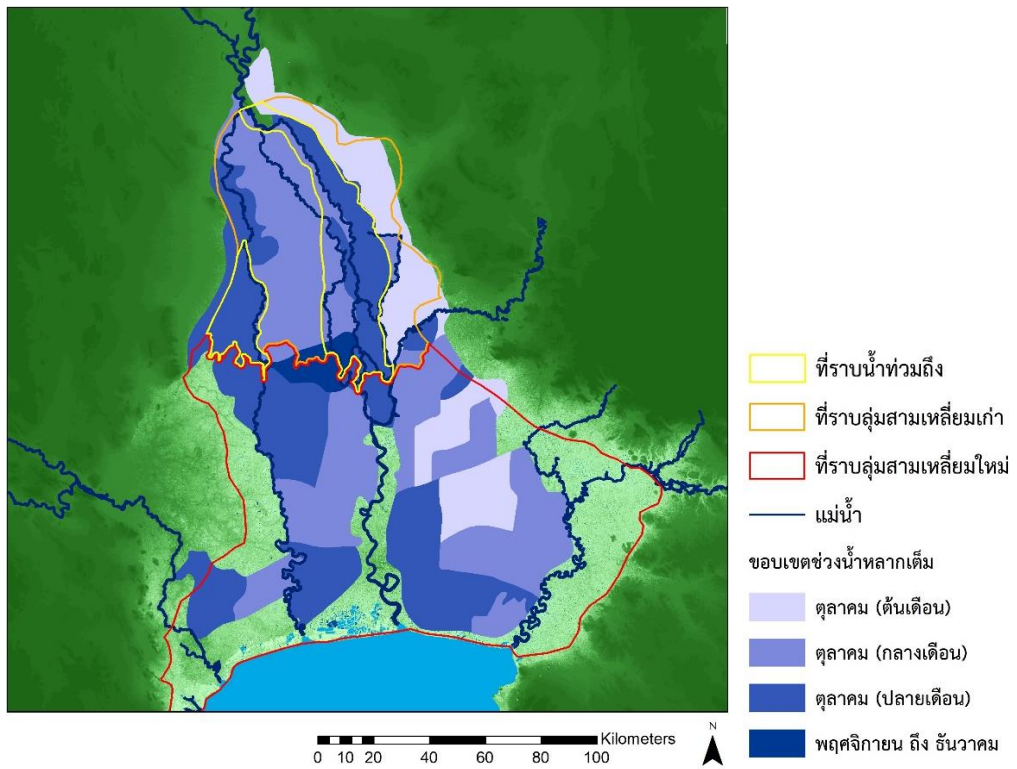 ที่ราบน้ำท่วมถึง
ที่ราบลุ่มสามเหลี่ยมเก่า
ที่ราบลุ่มสามเหลี่ยมใหม่
แม่น้ำ
ขอบเขตช่วงน้ำหลากเต็ม
ตุลาคม (ต้นเดือน)
ตุลาคม (กลางเดือน)
ตุลาคม (ปลายเดือน)
พฤศจิกายน ถึง ธันวาคม
Kilometers
0 10 20 40 60 80 100
N